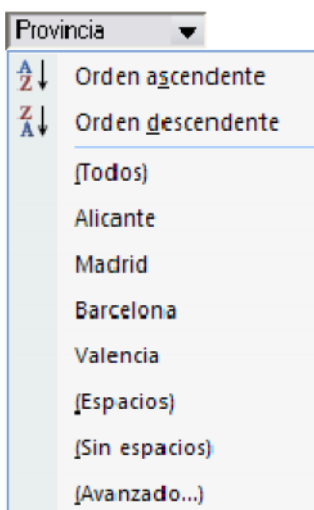 Provincia
A Z Orden ascendente
Z A Orden descendente
(Todos)
Alicante
Madrid
Barcelona
Valencia
(Espacios)
(Sin espacios)
(Avanzado...)